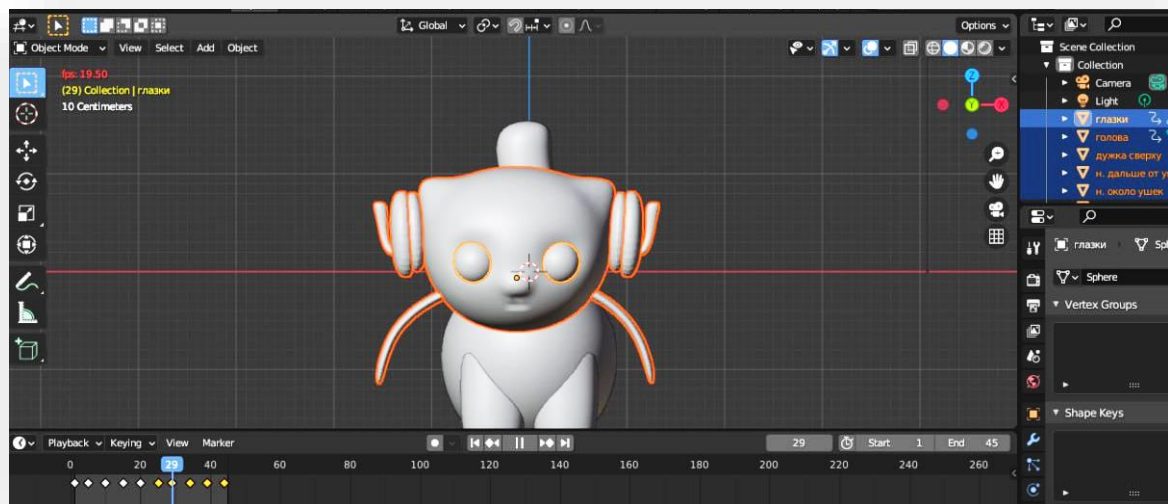 Global
Options
Object Mode View Select Add Object
fps: 19.50
(29) Collection | глазки
10 Centimeters
Z
Y
X
Scene Collection
Collection
Camera
Light
глазки
голова
дужка сверху
н. дальше от у
н. около ушек
глазки Sph
Sphere
Vertex Groups
Shape Keys
Playback Keying View Marker
29 Start 1 End 45
0 20 29 40 60 80 100 120 140 160 180 200 220 240 260